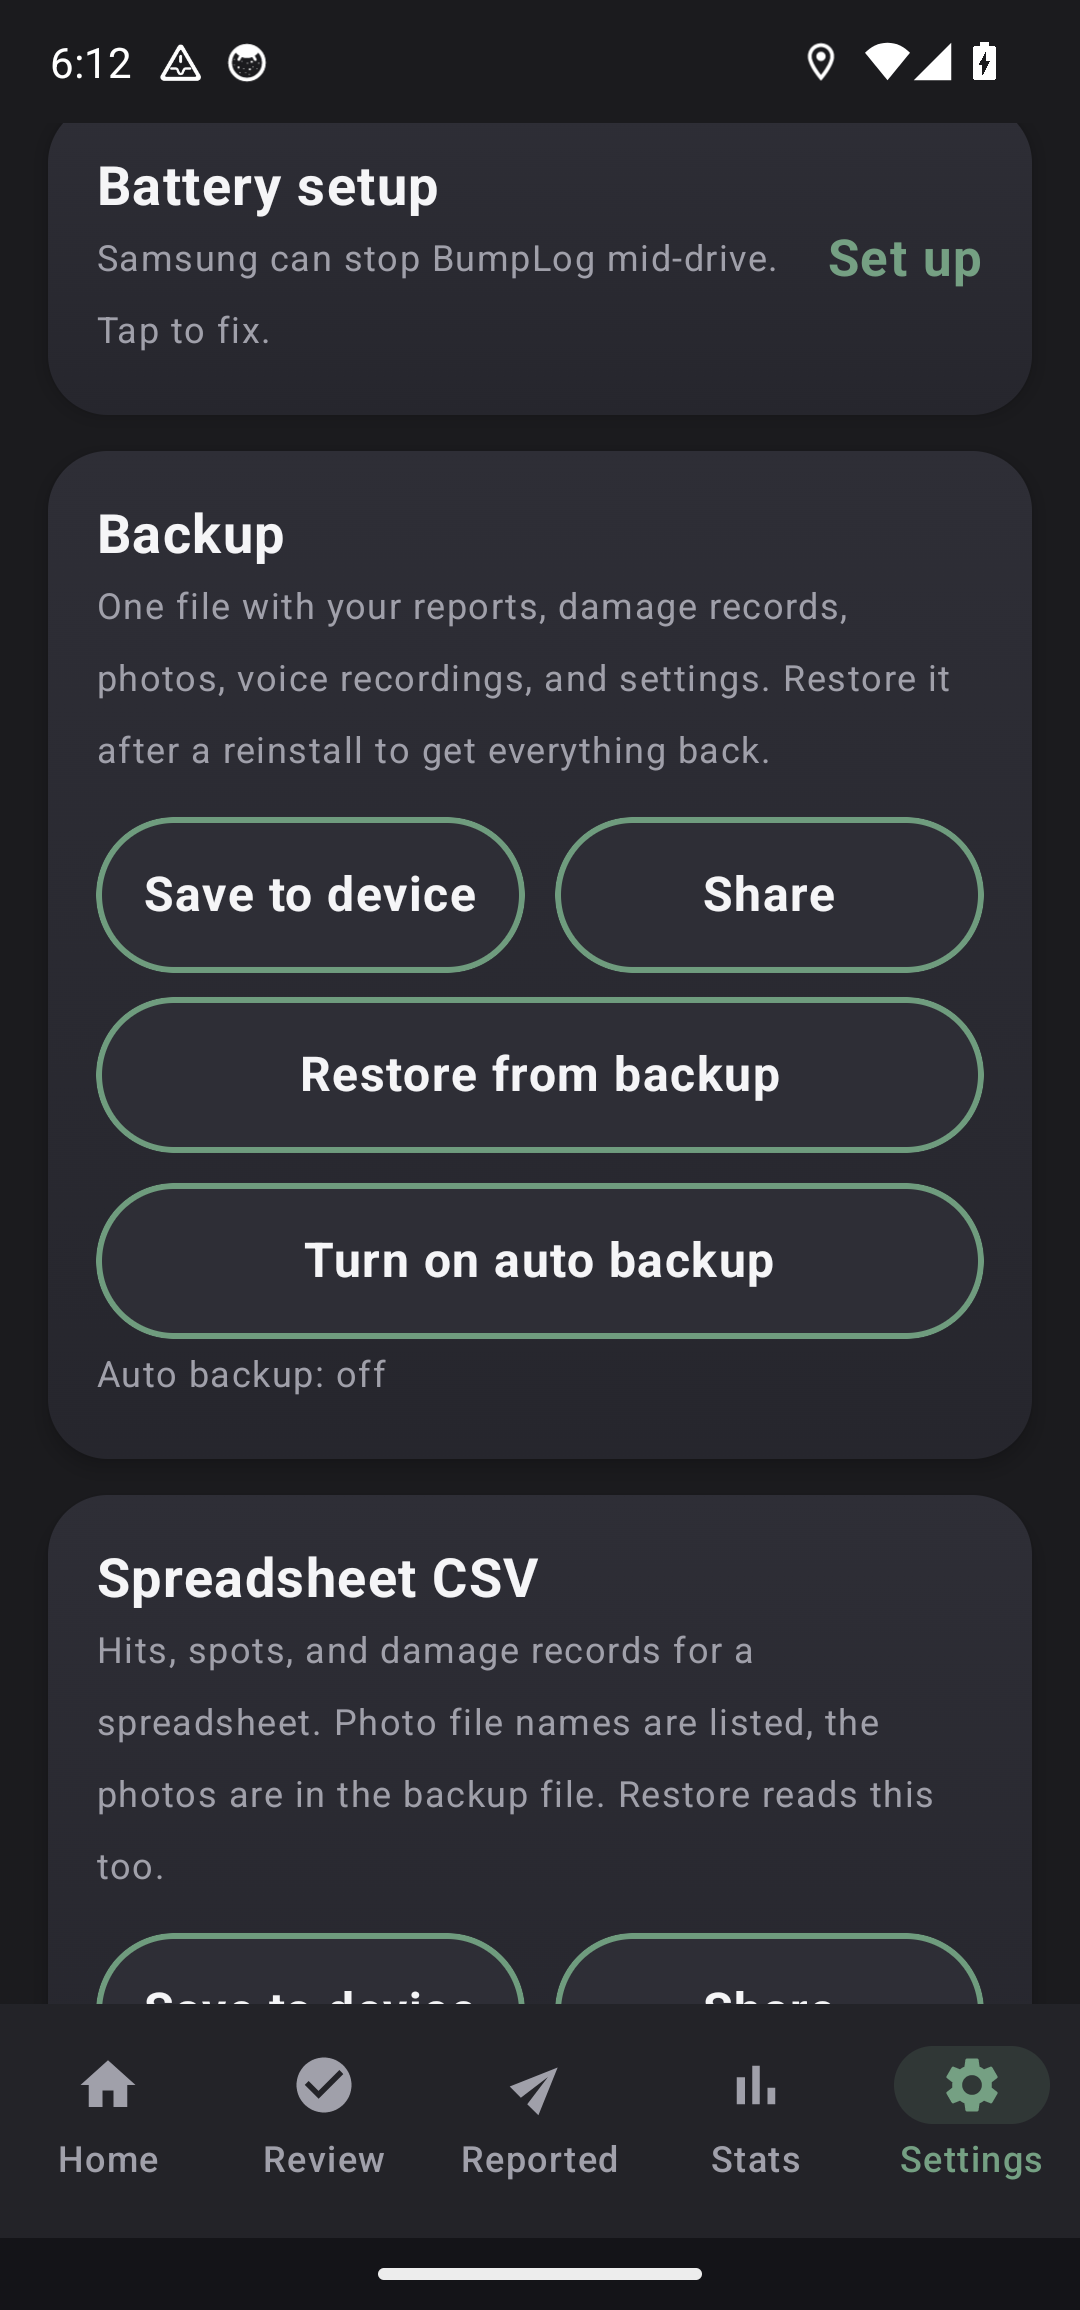 6:12
Battery setup
Samsung can stop BumpLog mid-drive.
Tap to fix.
Set up
Backup
One file with your reports, damage records,
photos, voice recordings, and settings. Restore it
after a reinstall to get everything back.
Save to device
Share
Restore from backup
Turn on auto backup
Auto backup: off
Spreadsheet CSV
Hits, spots, and damage records for a
spreadsheet. Photo file names are listed, the
photos are in the backup file. Restore reads this
too.
Save to device
Share
Home
Review
Reported
Stats
Settings